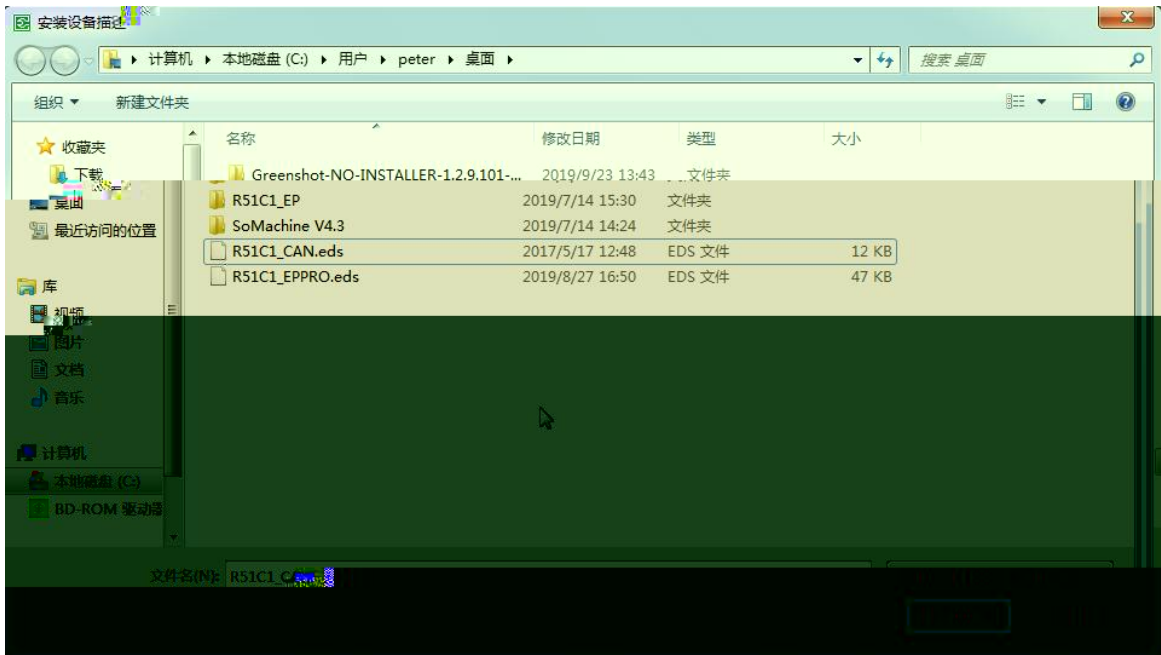 安装设备描述
计算机 本地磁盘 (C:) 用户 peter 桌面
搜索 桌面
组织 新建文件夹
收藏夹
下载
桌面
最近访问的位置
库
视频
图片
文档
音乐
计算机
本地磁盘 (C:)
BD-ROM 驱动器
名称 修改日期 类型 大小
Greenshot-NO-INSTALLER-1.2.9.101-... 2019/9/23 13:43 文件夹
R51C1_EP 2019/7/14 15:30 文件夹
SoMachine V4.3 2019/7/14 14:24 文件夹
R51C1_CAN.eds 2017/5/17 12:48 EDS 文件 12 KB
R51C1_EPPRO.eds 2019/8/27 16:50 EDS 文件 47 KB
文件名(N):